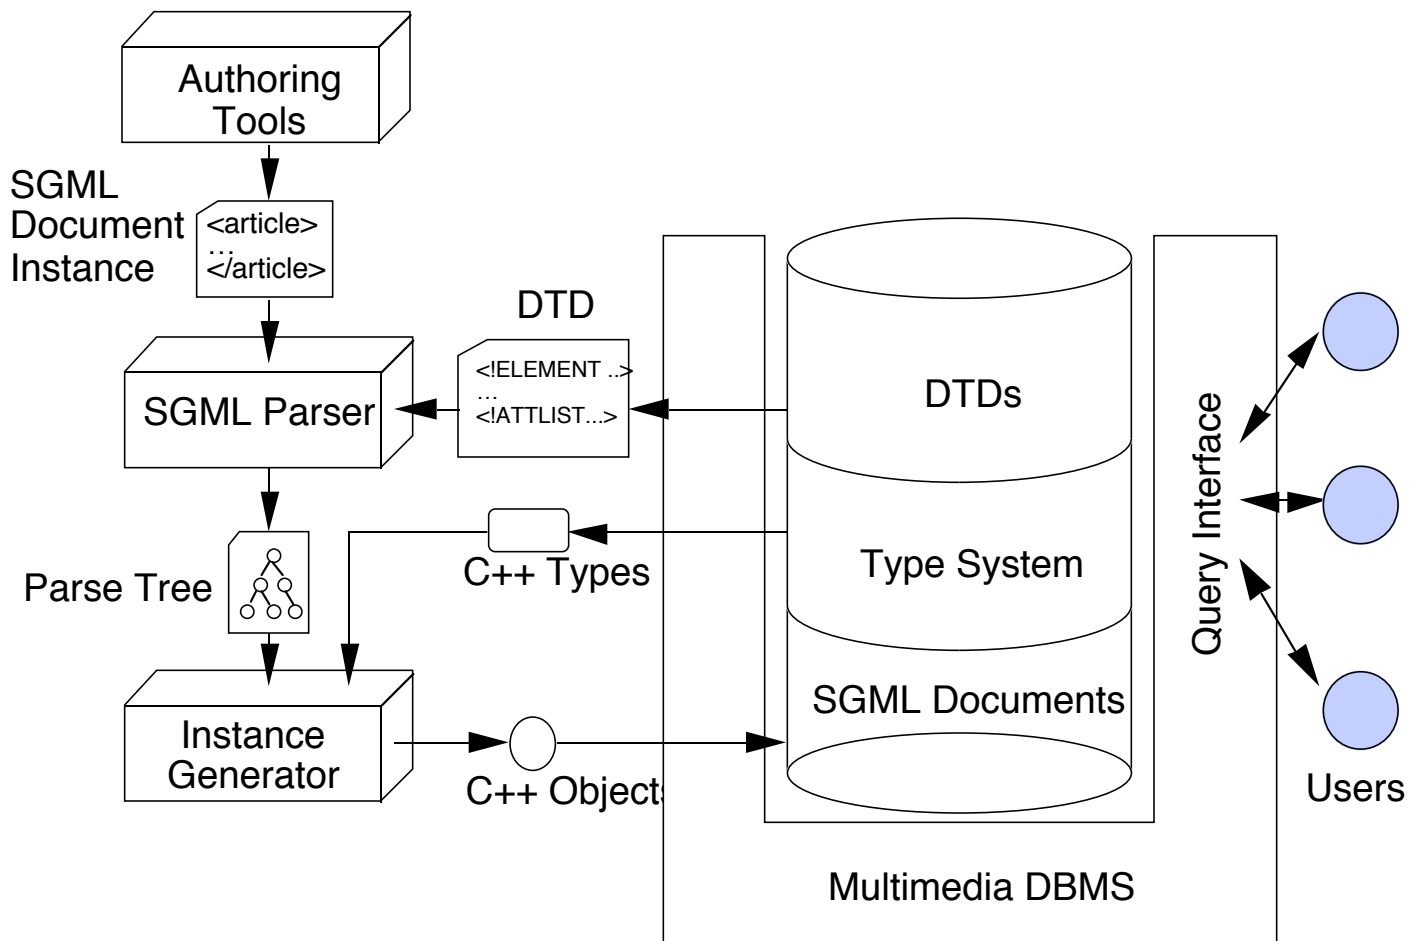 Authoring
Tools
SGML
Document
Instance
<article>
...
</article>
DTD
<!ELEMENT ..>
...
<!ATTLIST...>
SGML Parser
DTDs
C++ Types
Type System
Query Interface
Parse Tree
SGML Documents
Instance
Generator
C++ Objects
Users
Multimedia DBMS